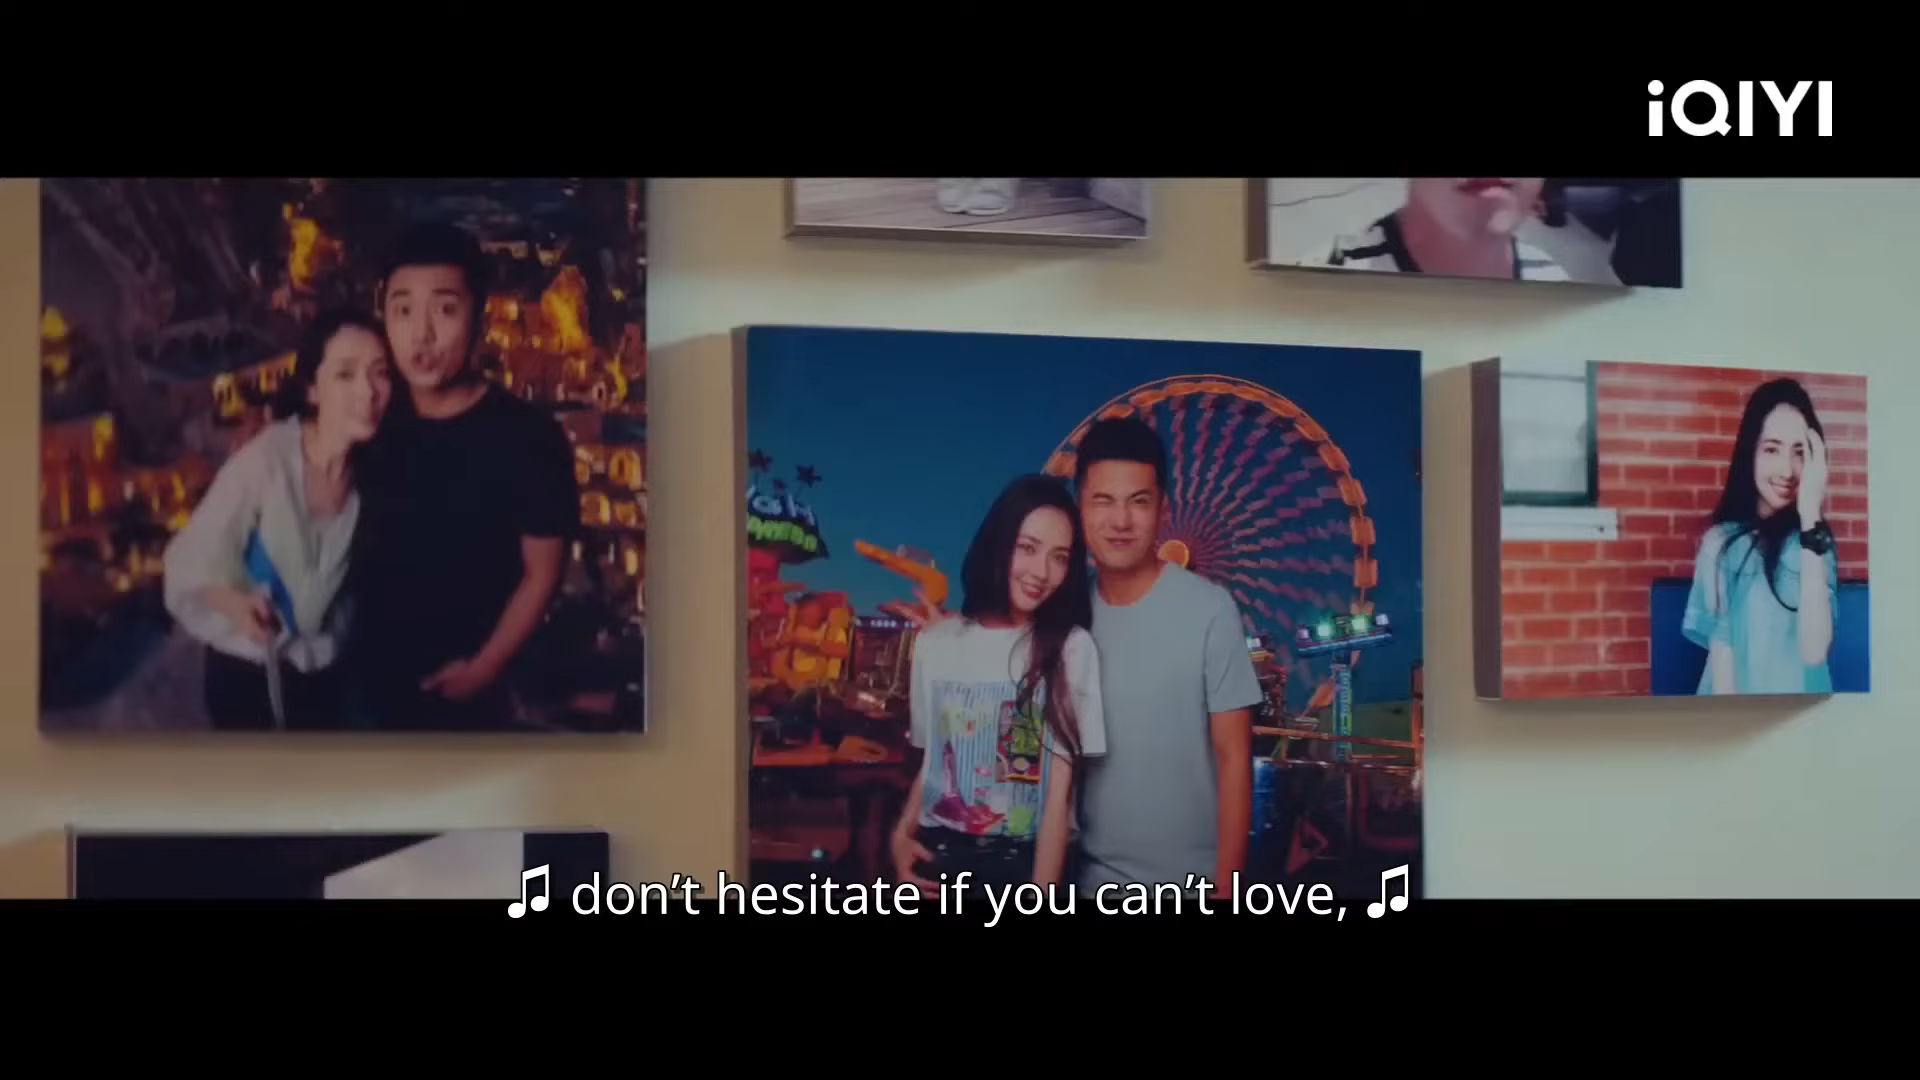 iQIYI
♫ don’t hesitate if you can’t love, ♫